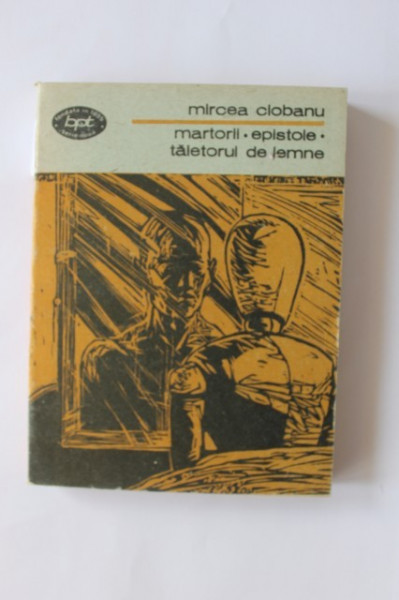 bpt
mircea ciobanu
martorii • epistole •
tăietorul de lemne